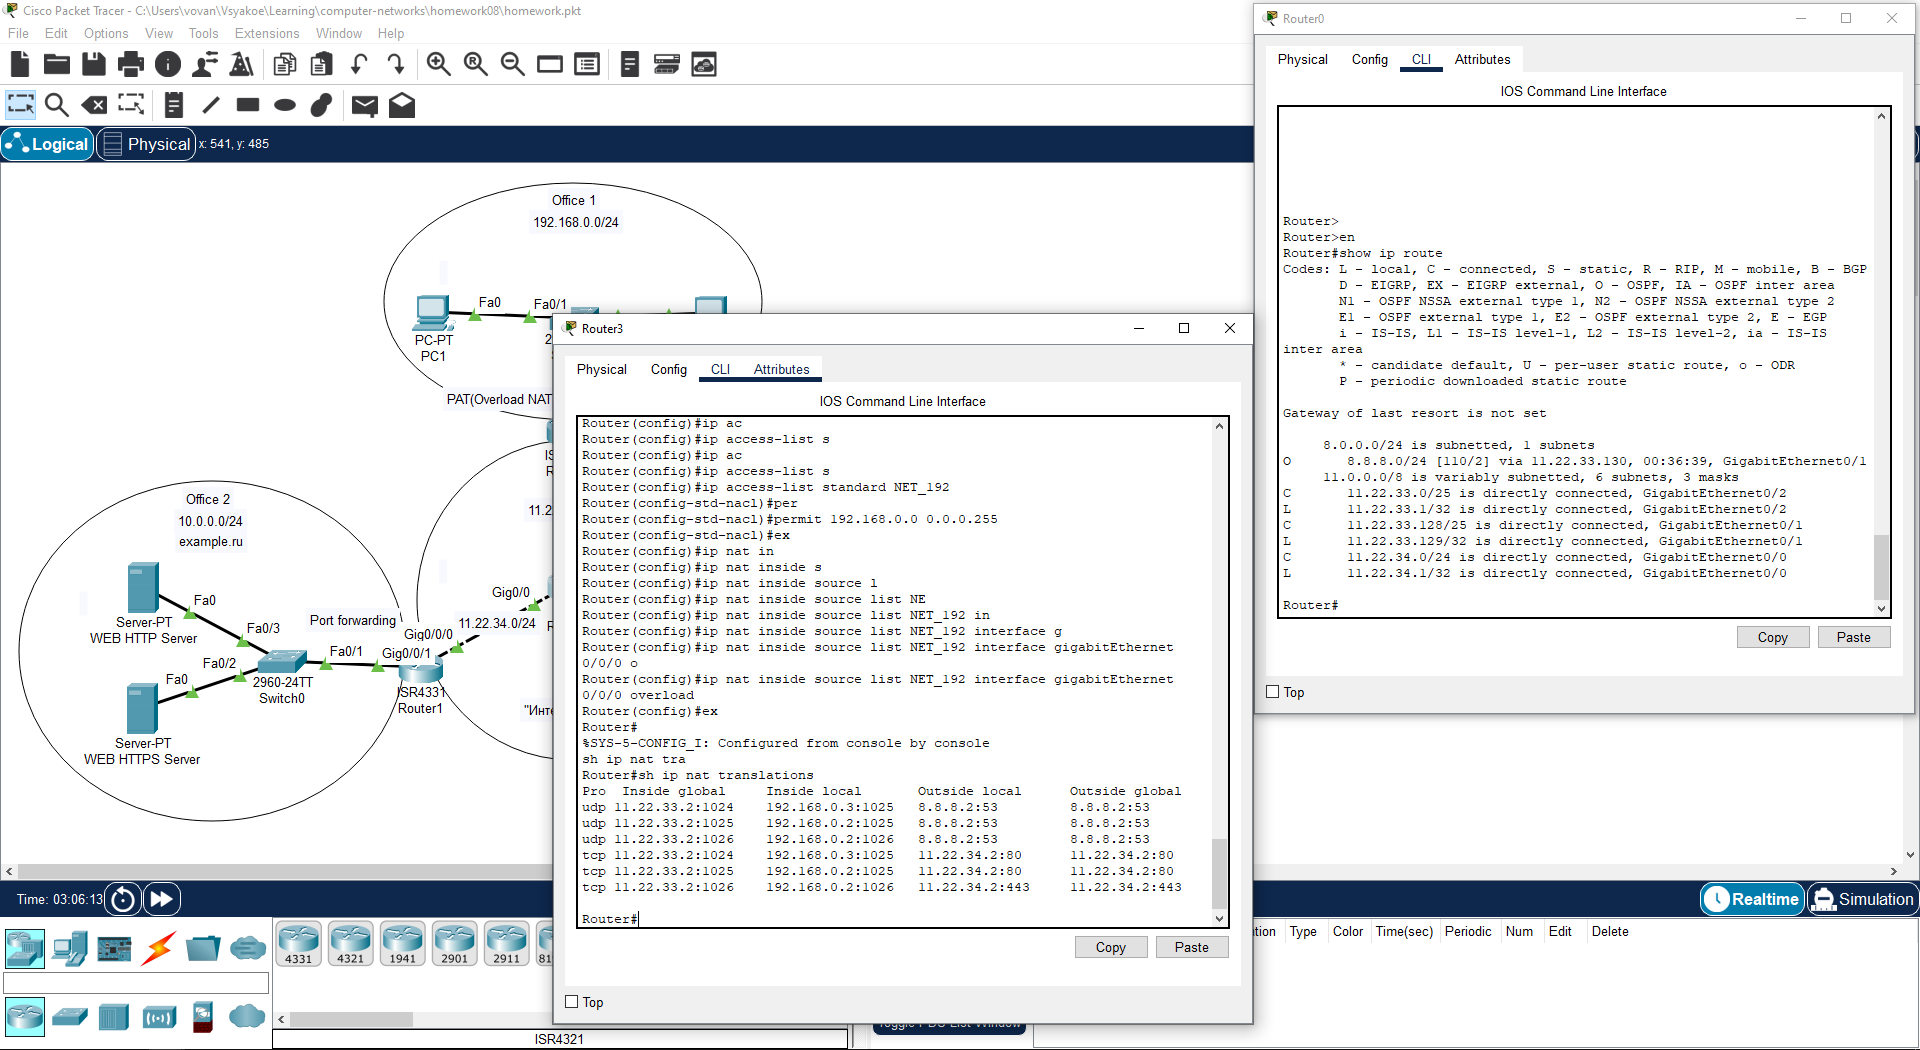 Cisco Packet Tracer - C:\Users\vovan\Vsyakoe\Learning\computer-networks\homework08\homework.pkt
File Edit Options View Tools Extensions Window Help
Logical Physical x: 541, y: 485
Office 1
192.168.0.0/24
Fa0
Fa0/1
PC-PT
PC1
PAT(Overload NAT
Office 2
10.0.0.0/24
example.ru
11.2
Fa0
Server-PT
WEB HTTP Server
Fa0/3
Port forwarding
Gig0/0
11.22.34.0/24
Gig0/0/0
Gig0/0/1
Fa0/1
Fa0/2
Fa0
2960-24TT
Switch0
ISR4331
Router1
Server-PT
WEB HTTPS Server
"Инте
Router3
Physical Config CLI Attributes
IOS Command Line Interface
Router(config)#ip ac
Router(config)#ip access-list s
Router(config)#ip ac
Router(config)#ip access-list s
Router(config)#ip access-list standard NET_192
Router(config-std-nacl)#per
Router(config-std-nacl)#permit 192.168.0.0 0.0.0.255
Router(config-std-nacl)#ex
Router(config)#ip nat in
Router(config)#ip nat inside s
Router(config)#ip nat inside source l
Router(config)#ip nat inside source list NE
Router(config)#ip nat inside source list NET_192 in
Router(config)#ip nat inside source list NET_192 interface g
Router(config)#ip nat inside source list NET_192 interface gigabitEthernet
0/0/0 o
Router(config)#ip nat inside source list NET_192 interface gigabitEthernet
0/0/0 overload
Router(config)#ex
Router#
%SYS-5-CONFIG_I: Configured from console by console
sh ip nat tra
Router#sh ip nat translations
Pro Inside global Inside local Outside local Outside global
udp 11.22.33.2:1024 192.168.0.3:1025 8.8.8.2:53 8.8.8.2:53
udp 11.22.33.2:1025 192.168.0.2:1025 8.8.8.2:53 8.8.8.2:53
udp 11.22.33.2:1026 192.168.0.2:1026 8.8.8.2:53 8.8.8.2:53
tcp 11.22.33.2:1024 192.168.0.3:1025 11.22.34.2:80 11.22.34.2:80
tcp 11.22.33.2:1025 192.168.0.2:1025 11.22.34.2:80 11.22.34.2:80
tcp 11.22.33.2:1026 192.168.0.2:1026 11.22.34.2:443 11.22.34.2:443
Router#
Copy Paste
Top
Router0
Physical Config CLI Attributes
IOS Command Line Interface
Router>
Router>en
Router#show ip route
Codes: L - local, C - connected, S - static, R - RIP, M - mobile, B - BGP
D - EIGRP, EX - EIGRP external, O - OSPF, IA - OSPF inter area
N1 - OSPF NSSA external type 1, N2 - OSPF NSSA external type 2
E1 - OSPF external type 1, E2 - OSPF external type 2, E - EGP
i - IS-IS, L1 - IS-IS level-1, L2 - IS-IS level-2, ia - IS-IS
inter area
* - candidate default, U - per-user static route, o - ODR
P - periodic downloaded static route
Gateway of last resort is not set
8.0.0.0/24 is subnetted, 1 subnets
O 8.8.8.0/24 [110/2] via 11.22.33.130, 00:36:39, GigabitEthernet0/1
11.0.0.0/8 is variably subnetted, 6 subnets, 3 masks
C 11.22.33.0/25 is directly connected, GigabitEthernet0/2
L 11.22.33.1/32 is directly connected, GigabitEthernet0/2
C 11.22.33.128/25 is directly connected, GigabitEthernet0/1
L 11.22.33.129/32 is directly connected, GigabitEthernet0/1
C 11.22.34.0/24 is directly connected, GigabitEthernet0/0
L 11.22.34.1/32 is directly connected, GigabitEthernet0/0
Router#
Copy Paste
Top
Time: 03:06:13
Realtime Simulation
tion Type Color Time(sec) Periodic Num Edit Delete
4331 4321 1941 2901 2911 81
ISR4321